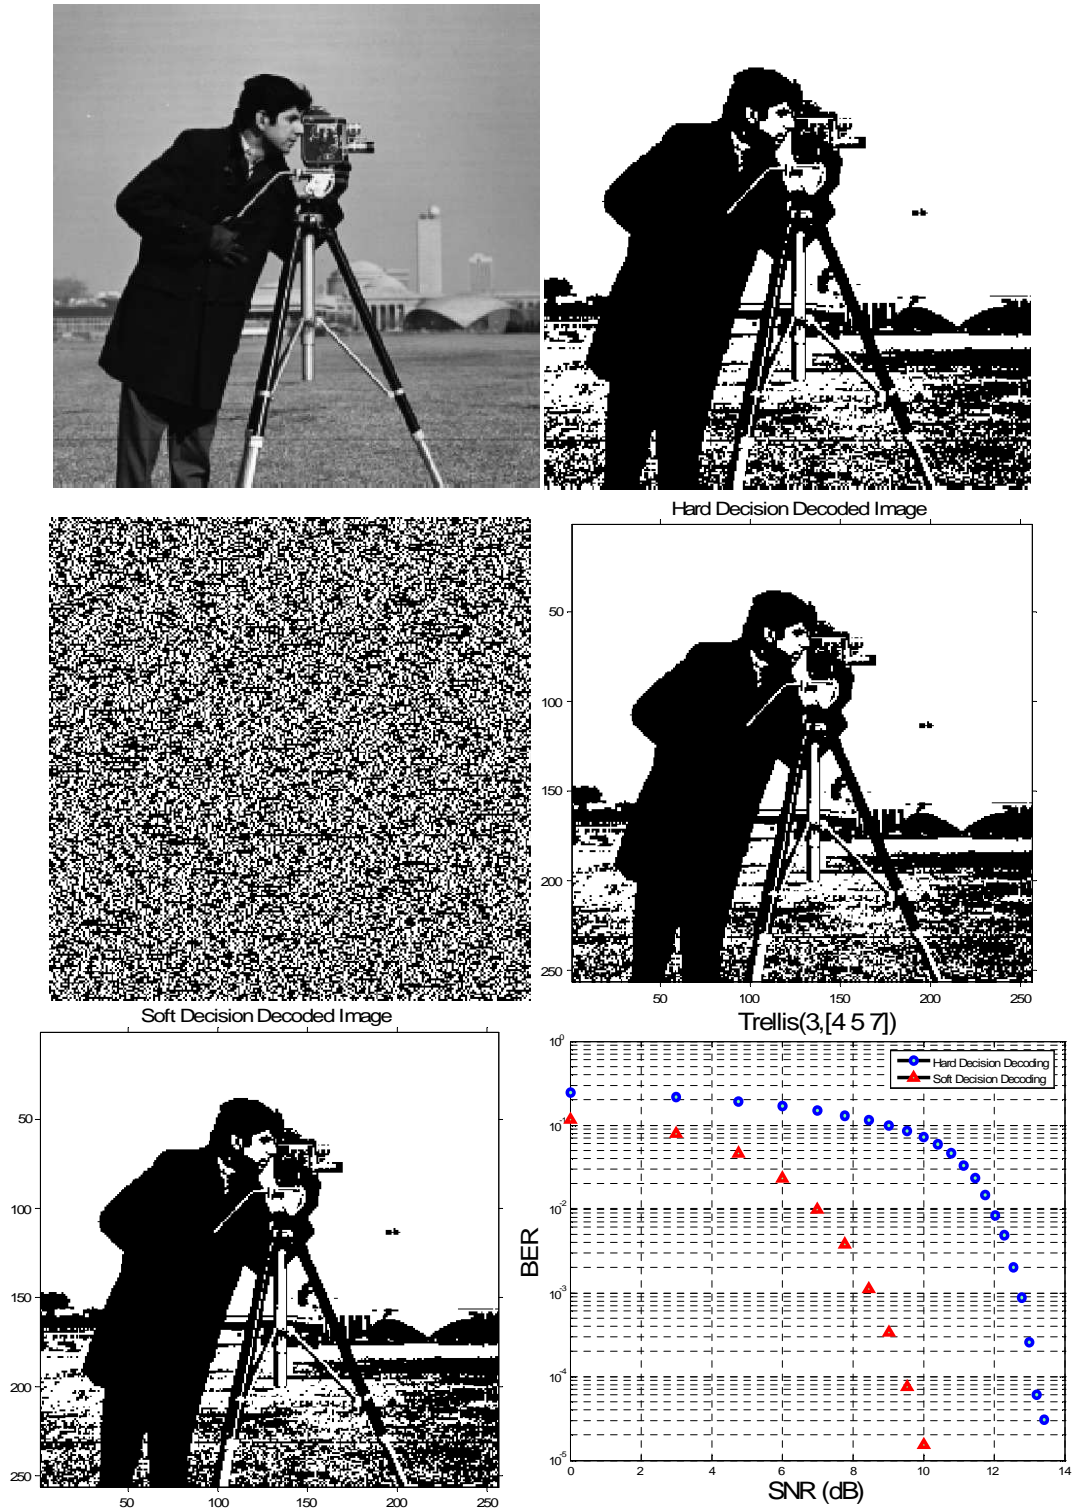 Hard Decision Decoded Image
50
100
150
200
250
50 100 150 200 250
Soft Decision Decoded Image
50
100
150
200
250
50 100 150 200 250
Trellis(3,[4 5 7])
Hard Decision Decoding
Soft Decision Decoding
10^0
10^-1
10^-2
10^-3
10^-4
10^-5
BER
0 2 4 6 8 10 12 14
SNR (dB)